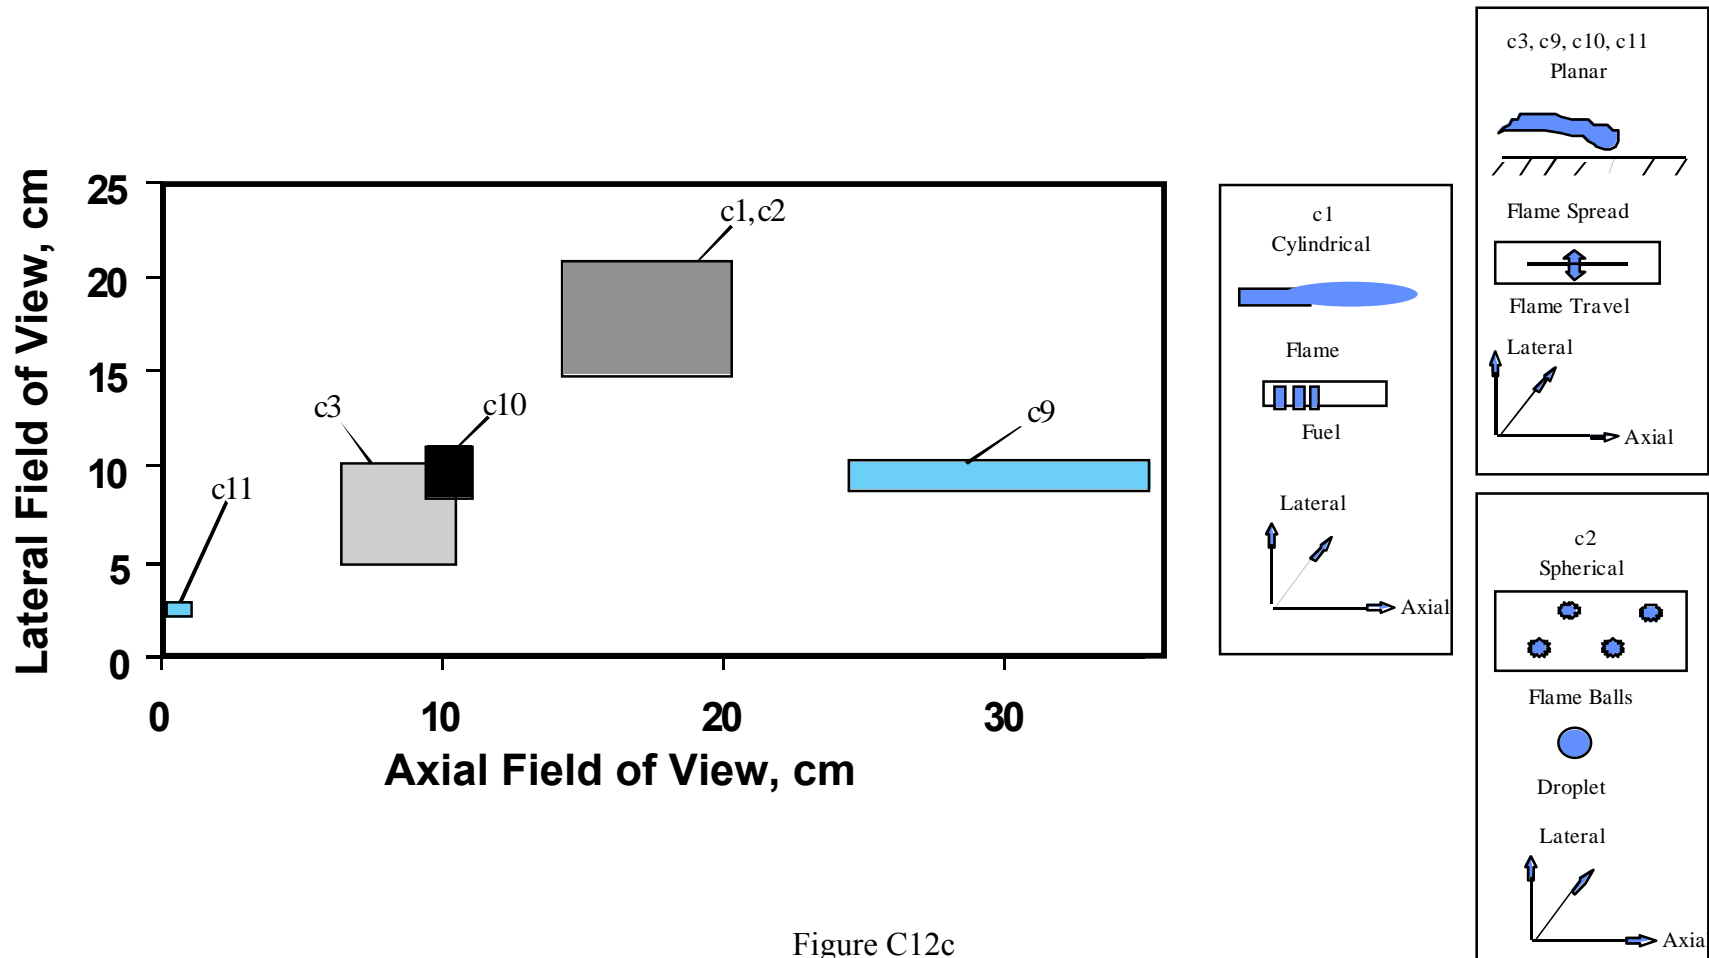 Lateral Field of View, cm
25
20
15
10
5
0
0
10
20
30
Axial Field of View, cm
c1,c2
c3
c10
c9
c11
c1
Cylindrical
Flame
Fuel
Lateral
Axial
c3, c9, c10, c11
Planar
Flame Spread
Flame Travel
Lateral
Axial
c2
Spherical
Flame Balls
Droplet
Lateral
Axia
Figure C12c